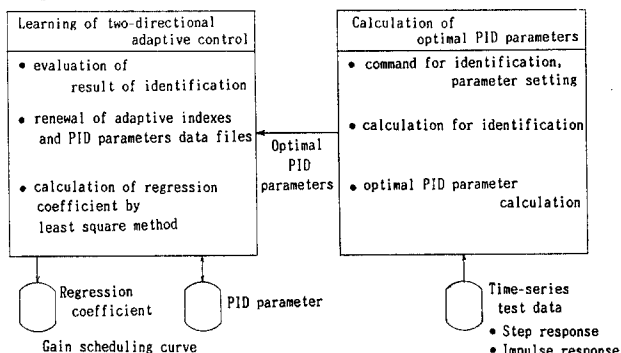 Learning of two-directional
adaptive control
• evaluation of
result of identification
• renewal of adaptive indexes
and PID parameters data files
• calculation of regression
coefficient by
least square method
Optimal
PID
parameters
Calculation of
optimal PID parameters
• command for identification,
parameter setting
• calculation for identification
• optimal PID parameter
calculation
Regression
coefficient
PID parameter
Gain scheduling curve
Time-series
test data
• Step response
• Impulse response